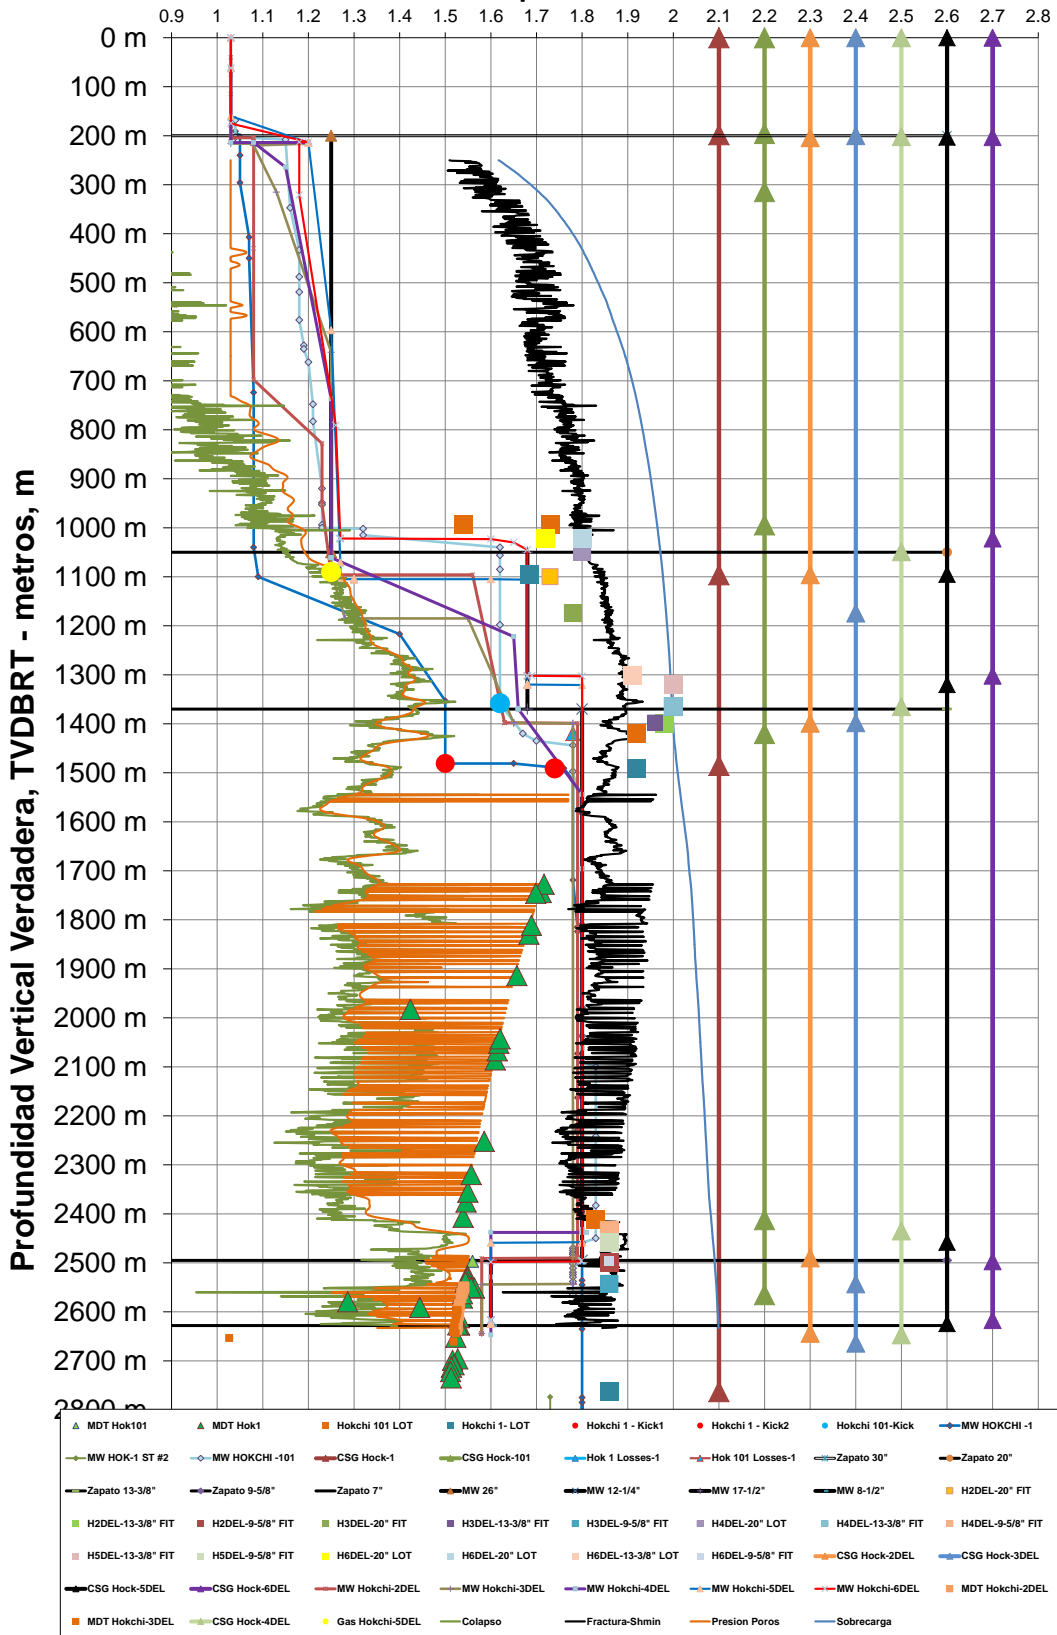 0.9 1 1.1 1.2 1.3 1.4 1.5 1.6 1.7 1.8 1.9 2 2.1 2.2 2.3 2.4 2.5 2.6 2.7 2.8
0 m
100 m
200 m
300 m
400 m
500 m
600 m
700 m
800 m
900 m
1000 m
1100 m
1200 m
1300 m
1400 m
1500 m
1600 m
1700 m
1800 m
1900 m
2000 m
2100 m
2200 m
2300 m
2400 m
2500 m
2600 m
2700 m
2800 m
Profundidad Vertical Verdadera, TVDBRT - metros, m
MDT Hok101 MDT Hok1 Hokchi 101 LOT Hokchi 1- LOT Hokchi 1 - Kick1 Hokchi 1 - Kick2 Hokchi 101-Kick MW HOKCHI -1
MW HOK-1 ST #2 MW HOKCHI -101 CSG Hock-1 CSG Hock-101 Hok 1 Losses-1 Hok 101 Losses-1 Zapato 30" Zapato 20"
Zapato 13-3/8" Zapato 9-5/8" Zapato 7" MW 26" MW 12-1/4" MW 17-1/2" MW 8-1/2" H2DEL-20" FIT
H2DEL-13-3/8" FIT H2DEL-9-5/8" FIT H3DEL-20" FIT H3DEL-13-3/8" FIT H3DEL-9-5/8" FIT H4DEL-20" LOT H4DEL-13-3/8" FIT H4DEL-9-5/8" FIT
H5DEL-13-3/8" FIT H5DEL-9-5/8" FIT H6DEL-20" LOT H6DEL-20" LOT H6DEL-13-3/8" LOT H6DEL-9-5/8" FIT CSG Hock-2DEL CSG Hock-3DEL
CSG Hock-5DEL CSG Hock-6DEL MW Hokchi-2DEL MW Hokchi-3DEL MW Hokchi-4DEL MW Hokchi-5DEL MW Hokchi-6DEL MDT Hokchi-2DEL
MDT Hokchi-3DEL CSG Hock-4DEL Gas Hokchi-5DEL Colapso Fractura-Shmin Presion Poros Sobrecarga